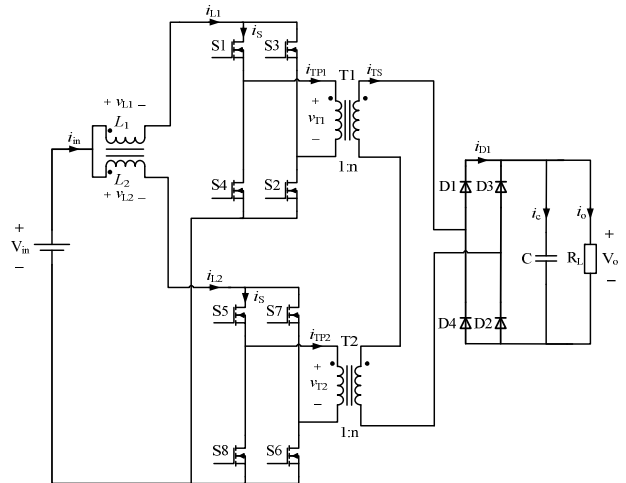 iL1
iS
S1 S3
iTP1 T1 iTS
+ vL1 −
L1
+
vT1
−
iin
1:n
iD1
L2
+ vL2 −
S4 S2
D1 D3
ic io
+
Vin
−
iL2
iS
C RL
+
Vo
−
S5 S7
D4 D2
iTP2 T2
+
vT2
−
1:n
S8 S6